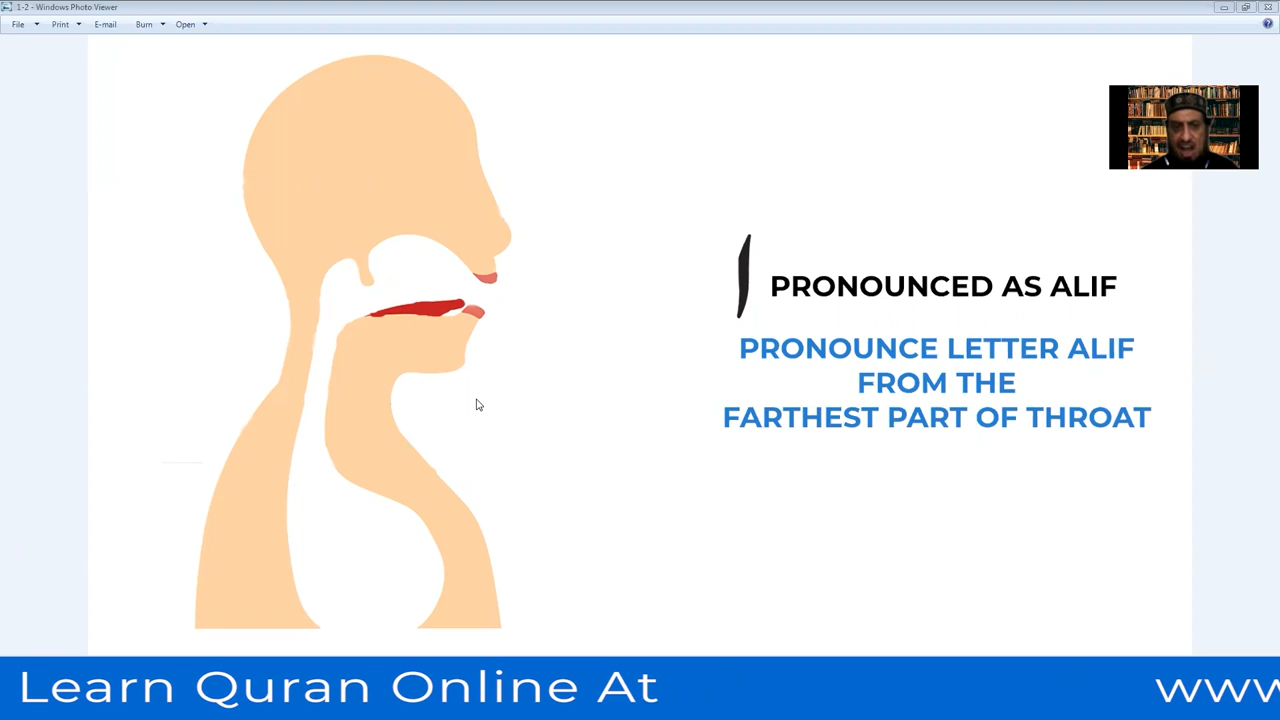 1-2 - Windows Photo Viewer
File Print E-mail Burn Open
ا PRONOUNCED AS ALIF
PRONOUNCE LETTER ALIF
FROM THE
FARTHEST PART OF THROAT
Learn Quran Online At